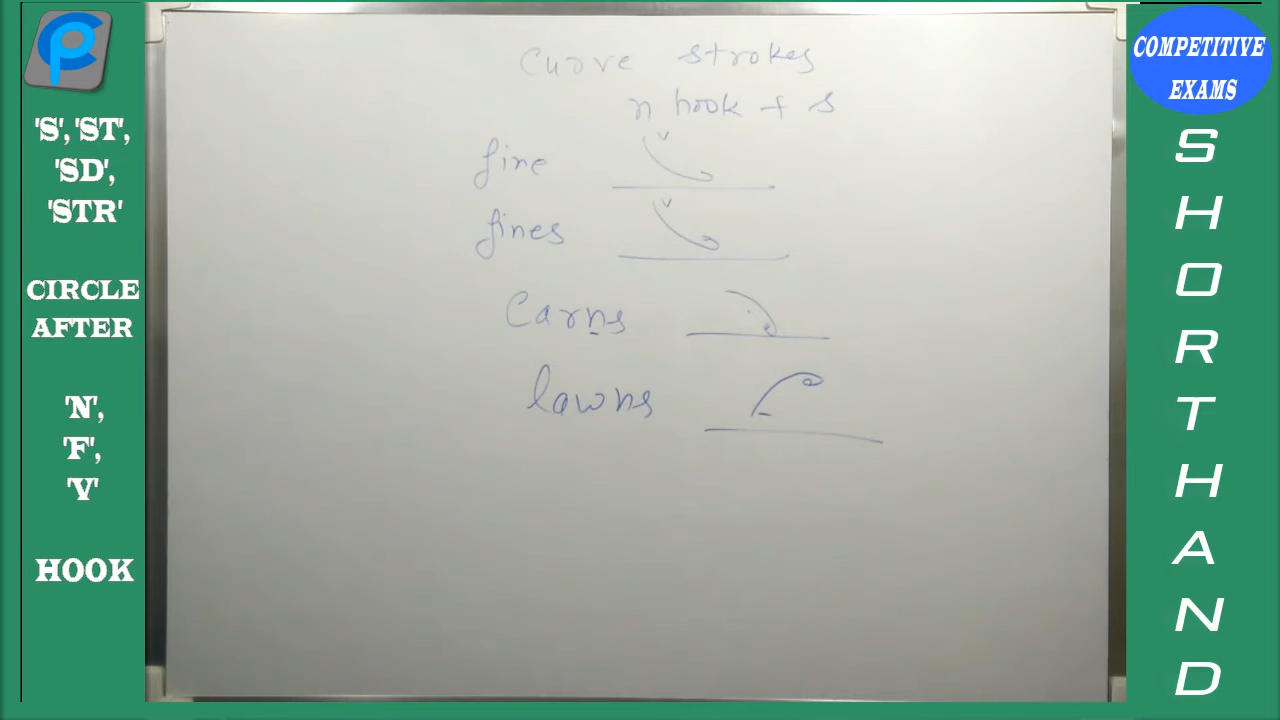 'S', 'ST',
'SD',
'STR'
CIRCLE
AFTER
'N',
'F',
'V'
HOOK
Curve strokes
n hook + s
fine
fines
Carns
lawns
COMPETITIVE
EXAMS
SHORTHAND